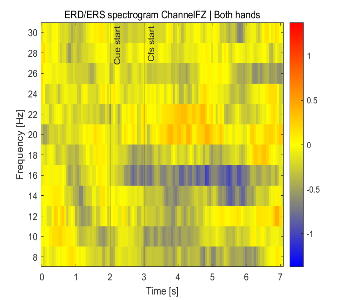 ERD/ERS spectrogram ChannelFZ | Both hands
Frequency [Hz]
30
28
26
24
22
20
18
16
14
12
10
8
Cue start
Cfs start
1
0.5
0
-0.5
-1
0 1 2 3 4 5 6 7
Time [s]